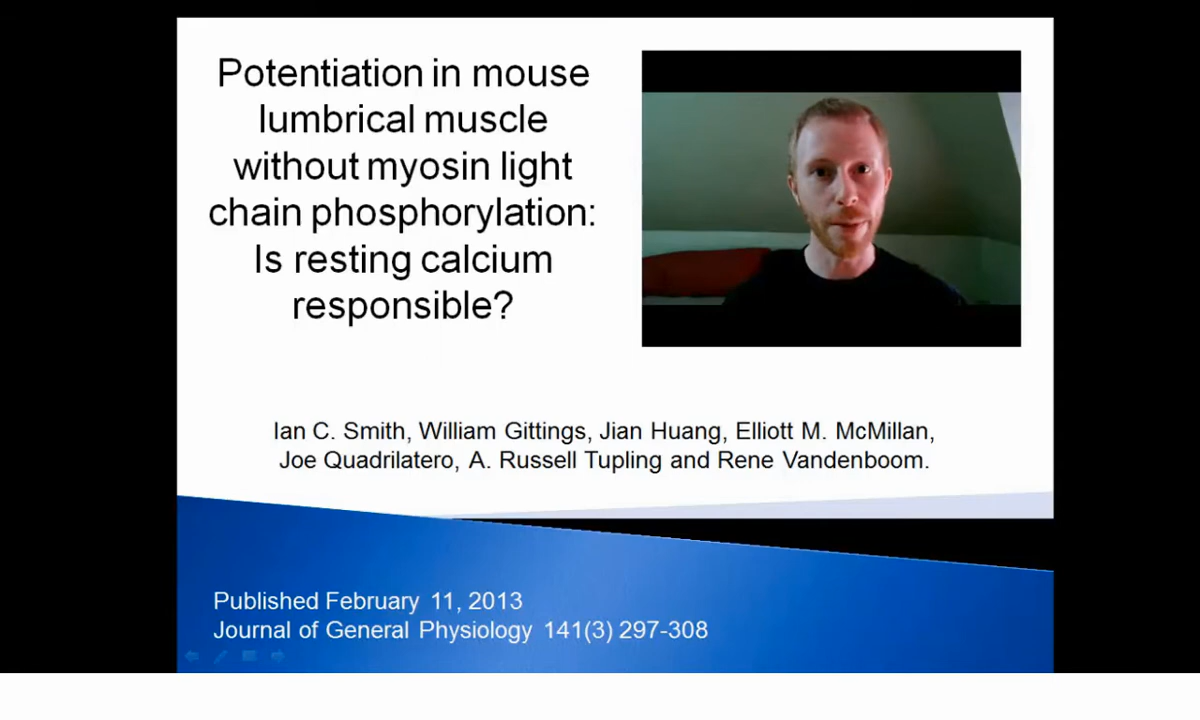 Potentiation in mouse
lumbrical muscle
without myosin light
chain phosphorylation:
Is resting calcium
responsible?
Ian C. Smith, William Gittings, Jian Huang, Elliott M. McMillan,
Joe Quadrilatero, A. Russell Tupling and Rene Vandenboom.
Published February 11, 2013
Journal of General Physiology 141(3) 297-308